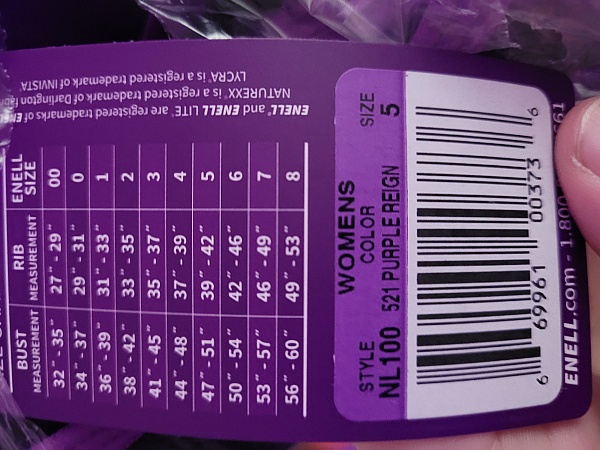 ENELL SIZE RIB MEASUREMENT BUST MEASUREMENT
00 27" - 29" 32" - 35"
0 29" - 31" 34" - 37"
1 31" - 33" 36" - 39"
2 33" - 35" 38" - 42"
3 35" - 37" 41" - 45"
4 37" - 39" 44" - 48"
5 39" - 42" 47" - 51"
6 42" - 46" 50" - 54"
7 46" - 49" 53" - 57"
8 49" - 53" 56" - 60"
ENELL® and ENELL LITE® are registered trademarks of
NATUREXX® is a registered trademark of Darlington
LYCRA® is a registered trademark of INVISTA.
WOMENS
STYLE COLOR SIZE
NL100 521 PURPLE REIGN 5
6 69961 00373 6
ENELL.com - 1.800